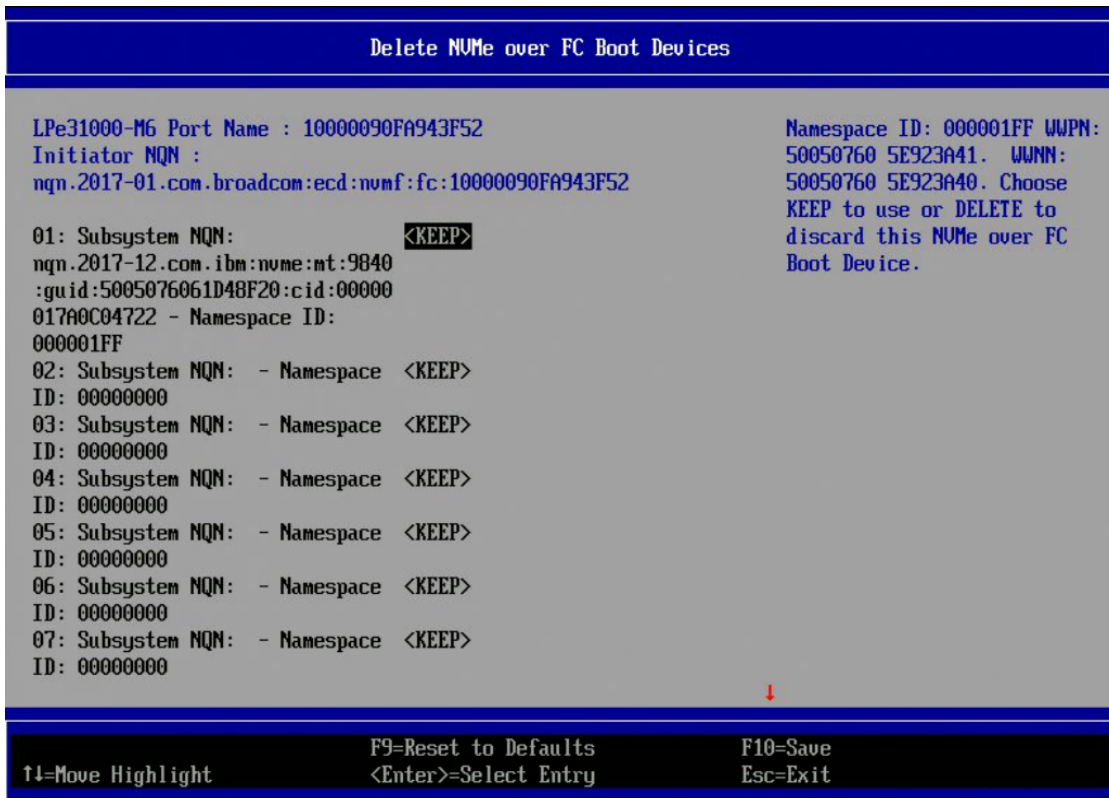 Delete NVMe over FC Boot Devices
LPe31000-M6 Port Name : 10000090FA943F52
Initiator NQN :
nqn.2017-01.com.broadcom:ecd:nvmf:fc:10000090FA943F52
01: Subsystem NQN: <KEEP>
nqn.2017-12.com.ibm:nvme:mt:9840
:guid:5005076061D48F20:cid:00000
017A0C04722 - Namespace ID:
000001FF
02: Subsystem NQN:  - Namespace <KEEP>
ID: 00000000
03: Subsystem NQN:  - Namespace <KEEP>
ID: 00000000
04: Subsystem NQN:  - Namespace <KEEP>
ID: 00000000
05: Subsystem NQN:  - Namespace <KEEP>
ID: 00000000
06: Subsystem NQN:  - Namespace <KEEP>
ID: 00000000
07: Subsystem NQN:  - Namespace <KEEP>
ID: 00000000
Namespace ID: 000001FF WWPN:
50050760 5E923A41.  WWNN:
50050760 5E923A40. Choose
KEEP to use or DELETE to
discard this NVMe over FC
Boot Device.
↓
F9=Reset to Defaults F10=Save
↑↓=Move Highlight <Enter>=Select Entry Esc=Exit